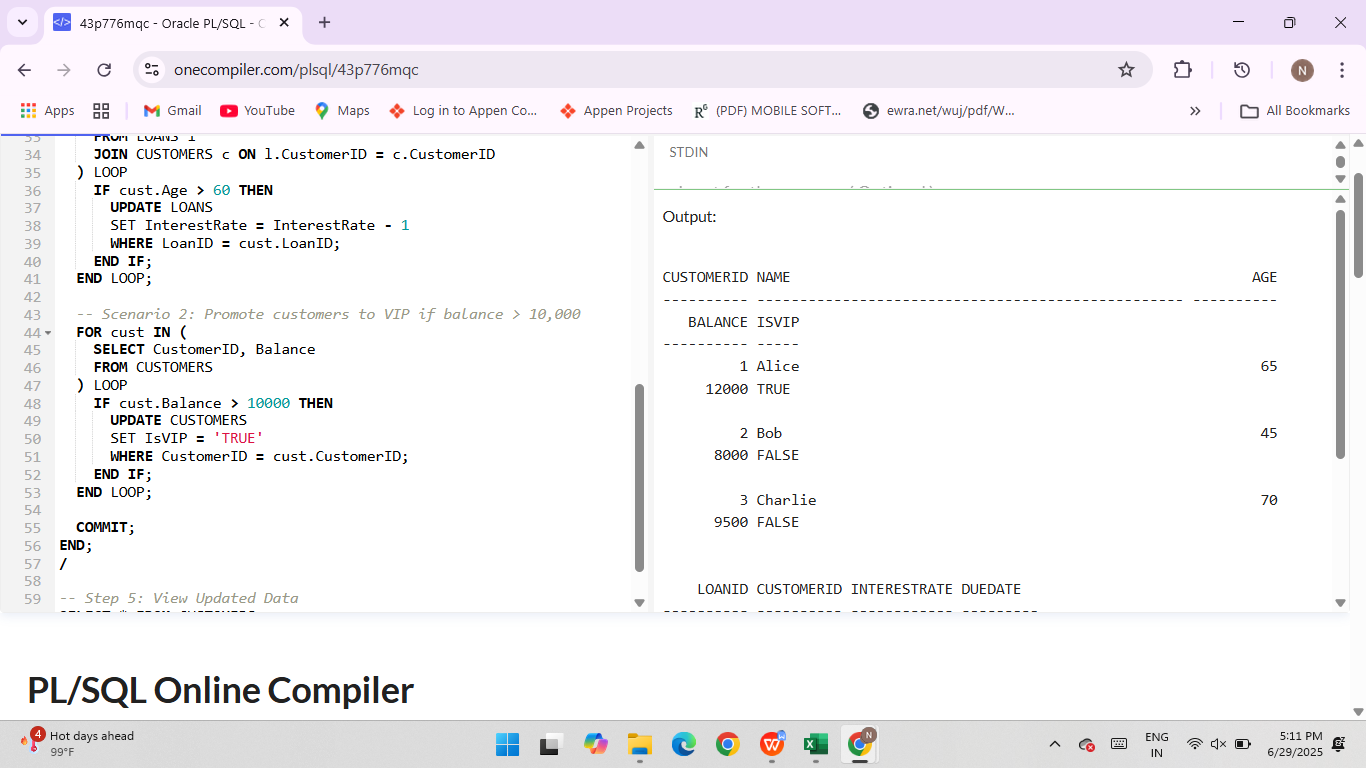 43p776mqc - Oracle PL/SQL - C
onecompiler.com/plsql/43p776mqc
N
Apps
Gmail
YouTube
Maps
Log in to Appen Co...
Appen Projects
(PDF) MOBILE SOFT...
ewra.net/wuj/pdf/W...
»
All Bookmarks
33 FROM LOANS l
34 JOIN CUSTOMERS c ON l.CustomerID = c.CustomerID
35 ) LOOP
36 IF cust.Age > 60 THEN
37 UPDATE LOANS
38 SET InterestRate = InterestRate - 1
39 WHERE LoanID = cust.LoanID;
40 END IF;
41 END LOOP;
42
43 -- Scenario 2: Promote customers to VIP if balance > 10,000
44 FOR cust IN (
45 SELECT CustomerID, Balance
46 FROM CUSTOMERS
47 ) LOOP
48 IF cust.Balance > 10000 THEN
49 UPDATE CUSTOMERS
50 SET IsVIP = 'TRUE'
51 WHERE CustomerID = cust.CustomerID;
52 END IF;
53 END LOOP;
54
55 COMMIT;
56 END;
57 /
58
59 -- Step 5: View Updated Data
SELECT * FROM CUSTOMERS
STDIN
Output:
CUSTOMERID NAME AGE
---------- -------------------------------------------------- ----------
BALANCE ISVIP
---------- -----
1 Alice 65
12000 TRUE
2 Bob 45
8000 FALSE
3 Charlie 70
9500 FALSE
LOANID CUSTOMERID INTERESTRATE DUEDATE
---------- ---------- ------------ ---------
PL/SQL Online Compiler
4
Hot days ahead
99°F
N
ENG
IN
5:11 PM
6/29/2025